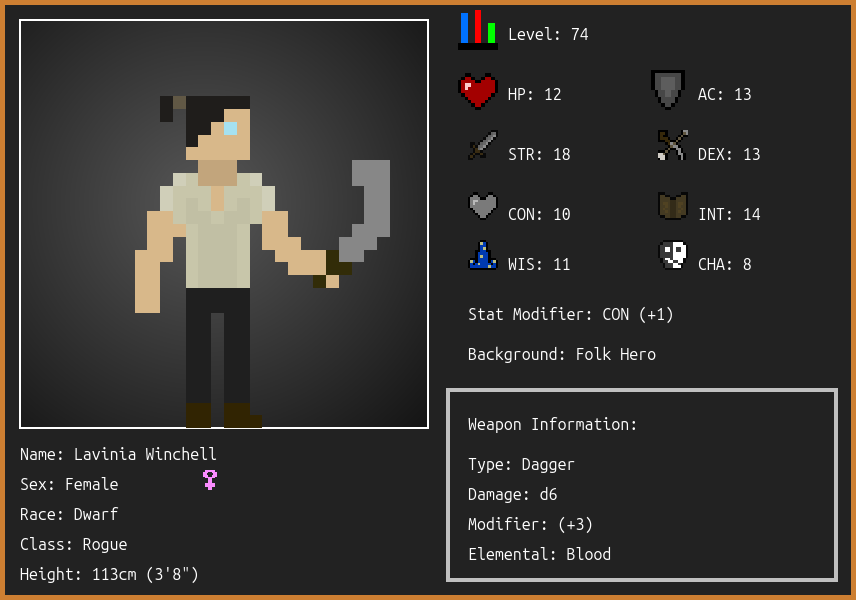 Level: 74
HP: 12
AC: 13
STR: 18
DEX: 13
CON: 10
INT: 14
WIS: 11
CHA: 8
Stat Modifier: CON (+1)
Background: Folk Hero
Weapon Information:
Type: Dagger
Damage: d6
Modifier: (+3)
Elemental: Blood
Name: Lavinia Winchell
Sex: Female
Race: Dwarf
Class: Rogue
Height: 113cm (3'8")